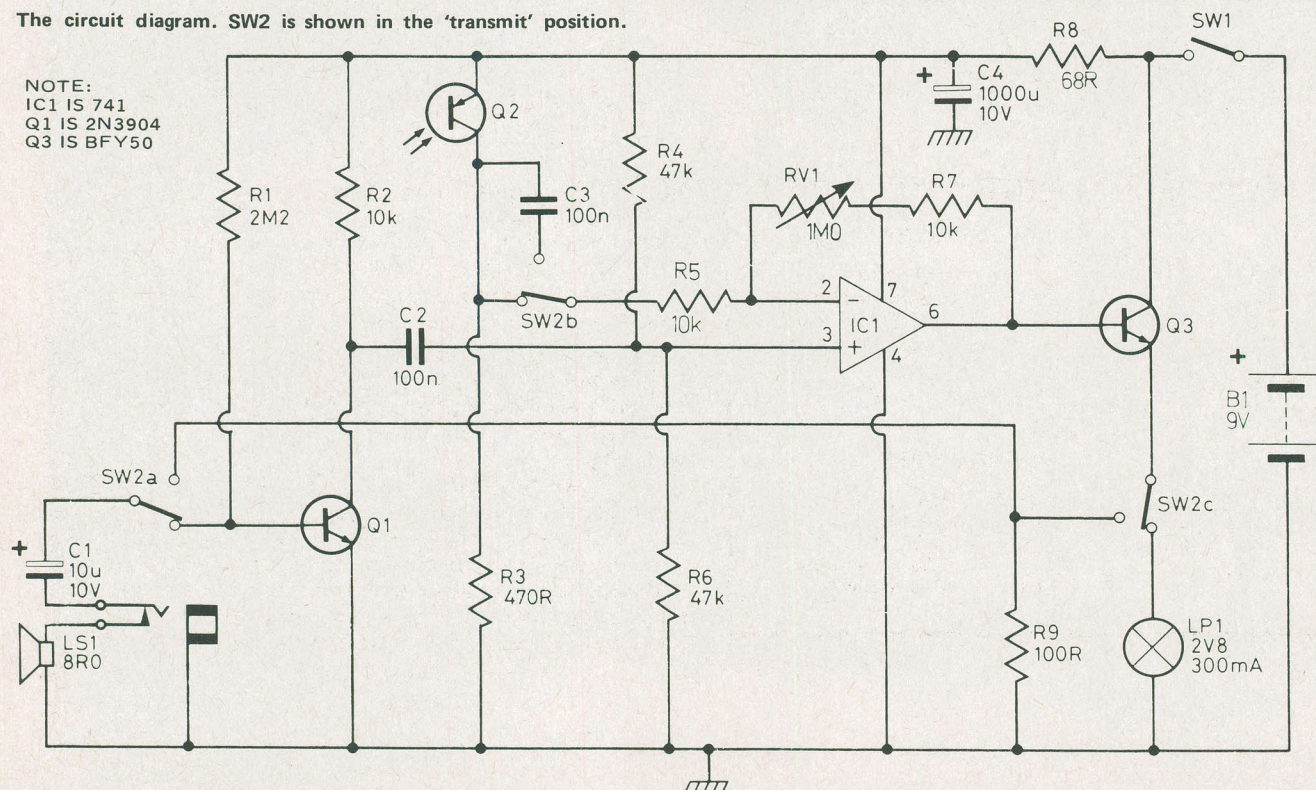 The circuit diagram. SW2 is shown in the ‘transmit’ position.
NOTE:
IC1 IS 741
Q1 IS 2N3904
Q3 IS BFY50
SW1
R8
68R
+
C4
1000u
10V
Q2
R4
47k
C3
100n
RV1
1M0
R7
10k
R1
2M2
R2
10k
R5
10k
SW2b
C2
100n
2
−
7
IC1
3
+
4
6
Q3
+
B1
9V
SW2a
Q1
SW2c
+
C1
10u
10V
LS1
8R0
R3
470R
R6
47k
R9
100R
LP1
2V8
300mA